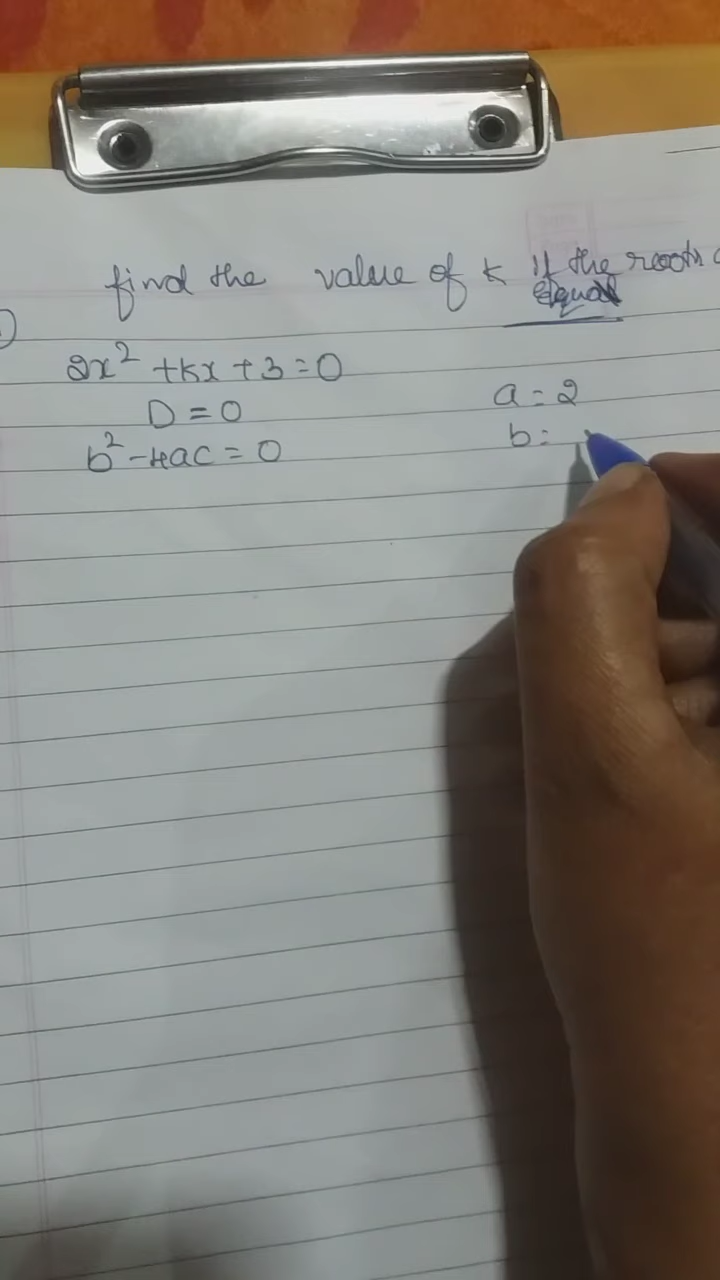 find the value of k if the roots
equal
2x² + kx + 3 = 0
D = 0
b² - 4ac = 0
a = 2
b =